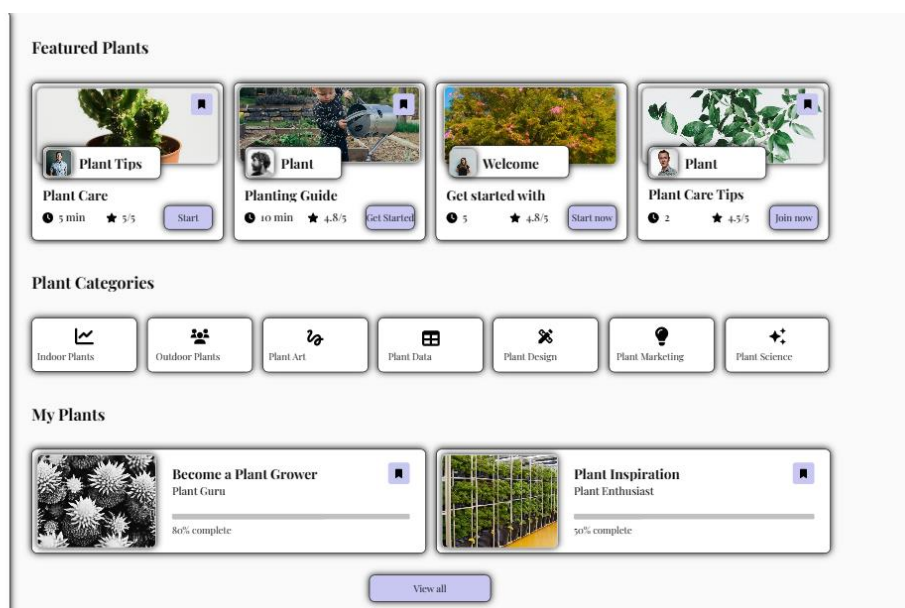 Featured Plants
Plant Tips
Plant Care
5 min 5/5 Start
Plant
Planting Guide
10 min 4.8/5 Get Started
Welcome
Get started with
5 4.8/5 Start now
Plant
Plant Care Tips
2 4.5/5 Join now
Plant Categories
Indoor Plants
Outdoor Plants
Plant Art
Plant Data
Plant Design
Plant Marketing
Plant Science
My Plants
Become a Plant Grower
Plant Guru
80% complete
Plant Inspiration
Plant Enthusiast
50% complete
View all